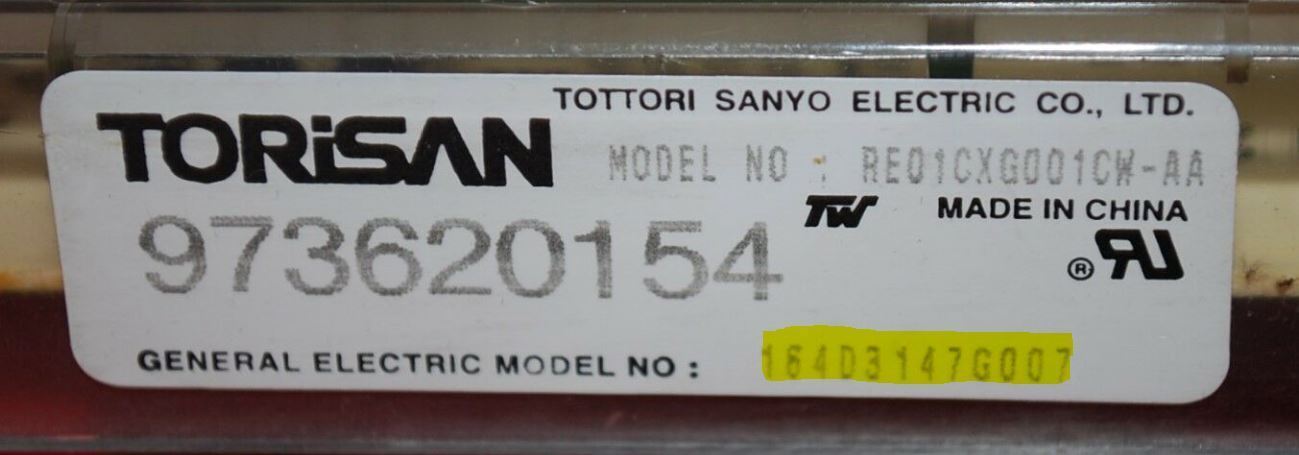 TOTTORI SANYO ELECTRIC CO., LTD.
TORiSAN
MODEL NO : RE01CXG001CW-AA
TW MADE IN CHINA
973620154
® RU
GENERAL ELECTRIC MODEL NO : 164D3147G007